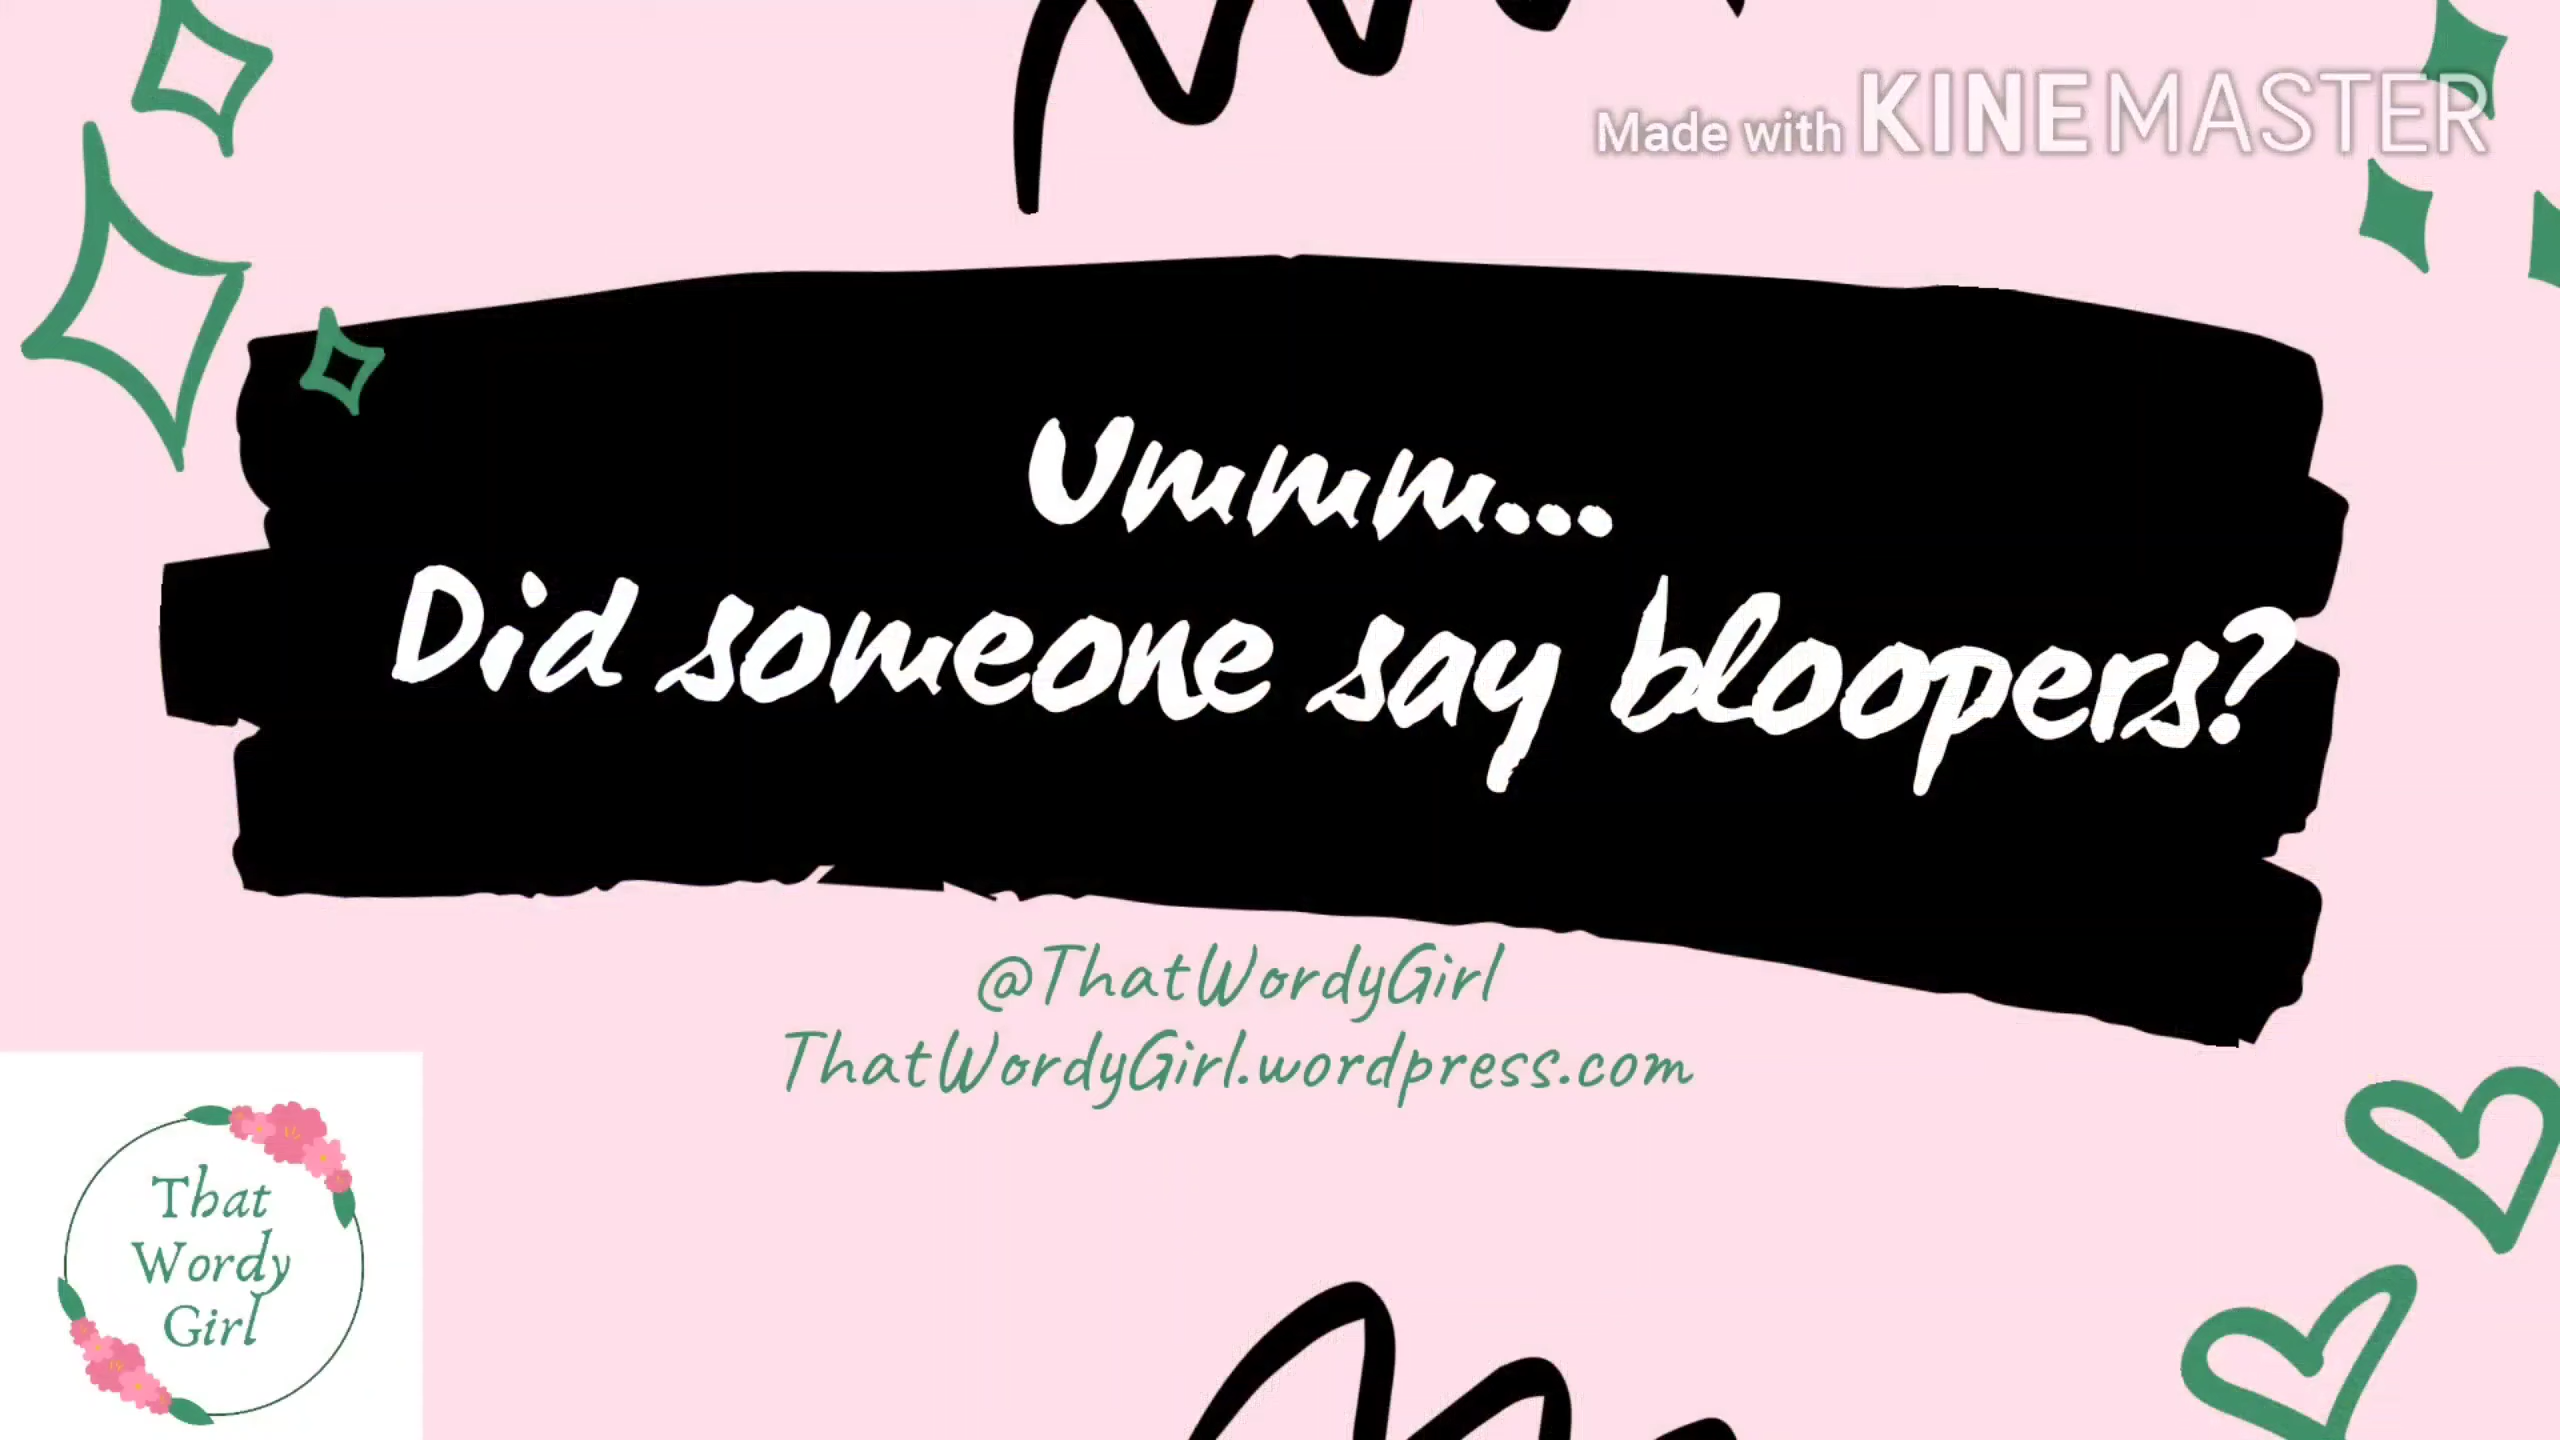 Made with KINEMASTER
Ummm...
Did someone say bloopers?
@ThatWordyGirl
ThatWordyGirl.wordpress.com
That
Wordy
Girl